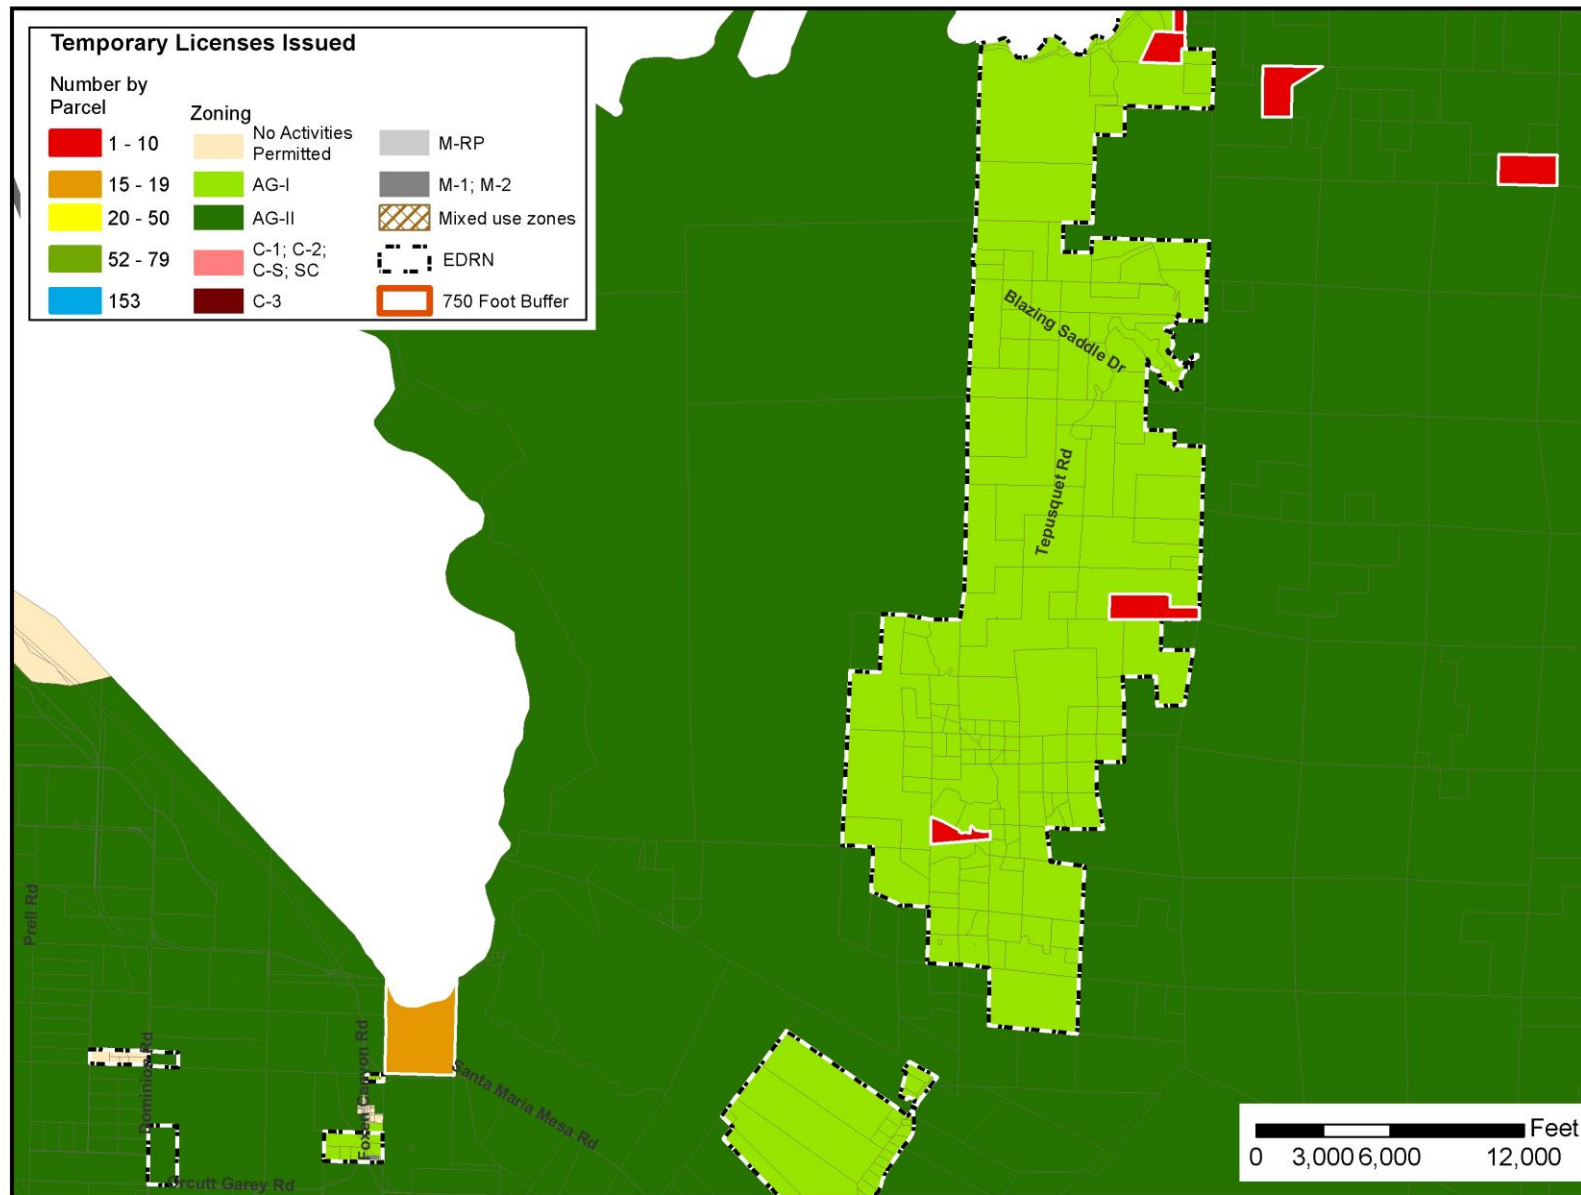 Temporary Licenses Issued
Number by
Parcel
1 - 10
15 - 19
20 - 50
52 - 79
153
Zoning
No Activities
Permitted
AG-I
AG-II
C-1; C-2;
C-S; SC
C-3
M-RP
M-1; M-2
Mixed use zones
EDRN
750 Foot Buffer
Blazing Saddle Dr
Tepusquet Rd
Prell Rd
Dominion Rd
Foxen Canyon Rd
Santa Maria Mesa Rd
Orcutt Garey Rd
Feet
0 3,000 6,000 12,000